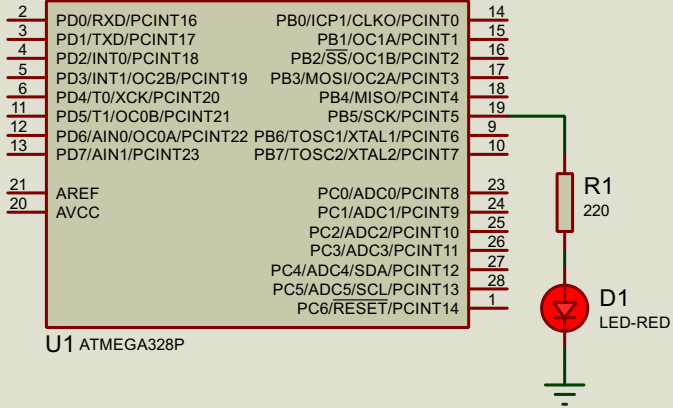 2 PD0/RXD/PCINT16 PB0/ICP1/CLKO/PCINT0 14
3 PD1/TXD/PCINT17 PB1/OC1A/PCINT1 15
4 PD2/INT0/PCINT18 PB2/SS/OC1B/PCINT2 16
5 PD3/INT1/OC2B/PCINT19 PB3/MOSI/OC2A/PCINT3 17
6 PD4/T0/XCK/PCINT20 PB4/MISO/PCINT4 18
11 PD5/T1/OC0B/PCINT21 PB5/SCK/PCINT5 19
12 PD6/AIN0/OC0A/PCINT22 PB6/TOSC1/XTAL1/PCINT6 9
13 PD7/AIN1/PCINT23 PB7/TOSC2/XTAL2/PCINT7 10
21 AREF PC0/ADC0/PCINT8 23
20 AVCC PC1/ADC1/PCINT9 24
PC2/ADC2/PCINT10 25
PC3/ADC3/PCINT11 26
PC4/ADC4/SDA/PCINT12 27
PC5/ADC5/SCL/PCINT13 28
PC6/RESET/PCINT14 1
U1 ATMEGA328P
R1
220
D1
LED-RED